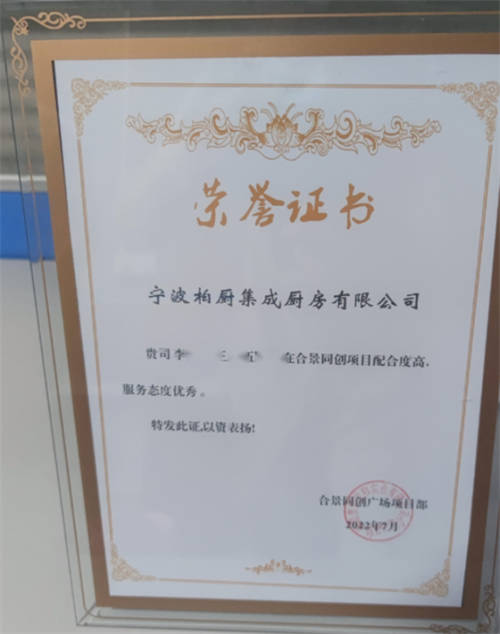 荣誉证书
宁波柏厨集成厨房有限公司
贵司李 在合景同创项目配合度高,
服务态度优秀。
特发此证,以资表扬!
合景同创广场项目部
2022年7月